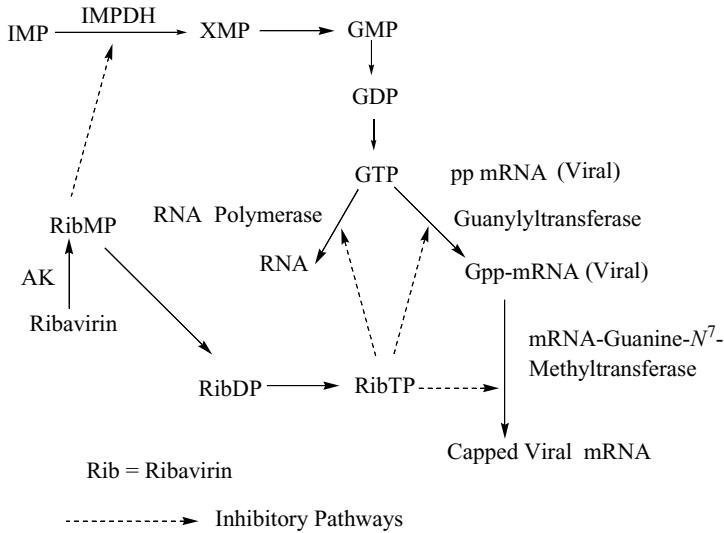 IMPDH
IMP
XMP
GMP
GDP
GTP
pp mRNA (Viral)
RNA Polymerase
Guanylyltransferase
RibMP
RNA
Gpp-mRNA (Viral)
AK
Ribavirin
mRNA-Guanine-N⁷-
Methyltransferase
RibDP
RibTP
Capped Viral mRNA
Rib = Ribavirin
Inhibitory Pathways